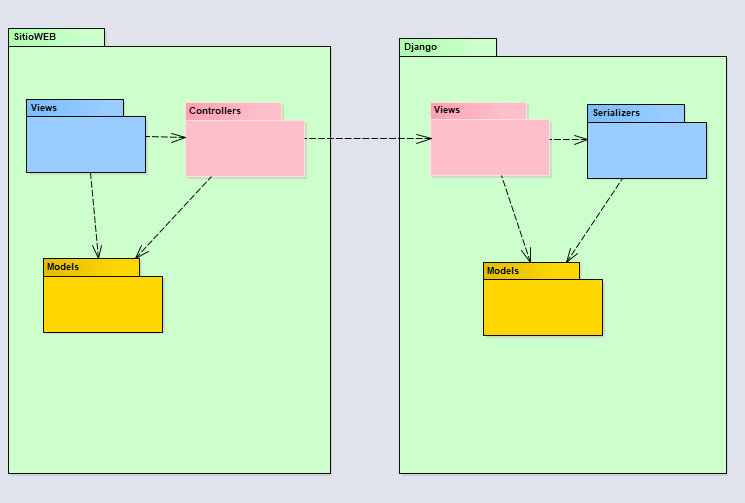 SitioWEB
Views
Controllers
Models
Django
Views
Serializers
Models